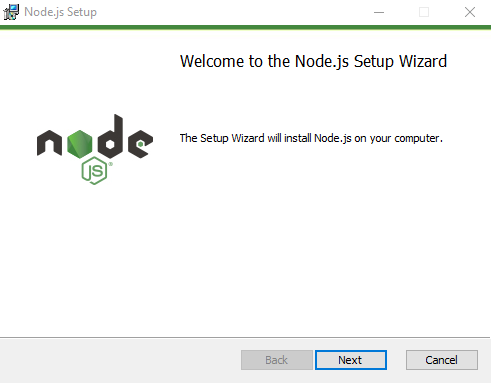 Node.js Setup
Welcome to the Node.js Setup Wizard
node
JS®
The Setup Wizard will install Node.js on your computer.
Back Next Cancel